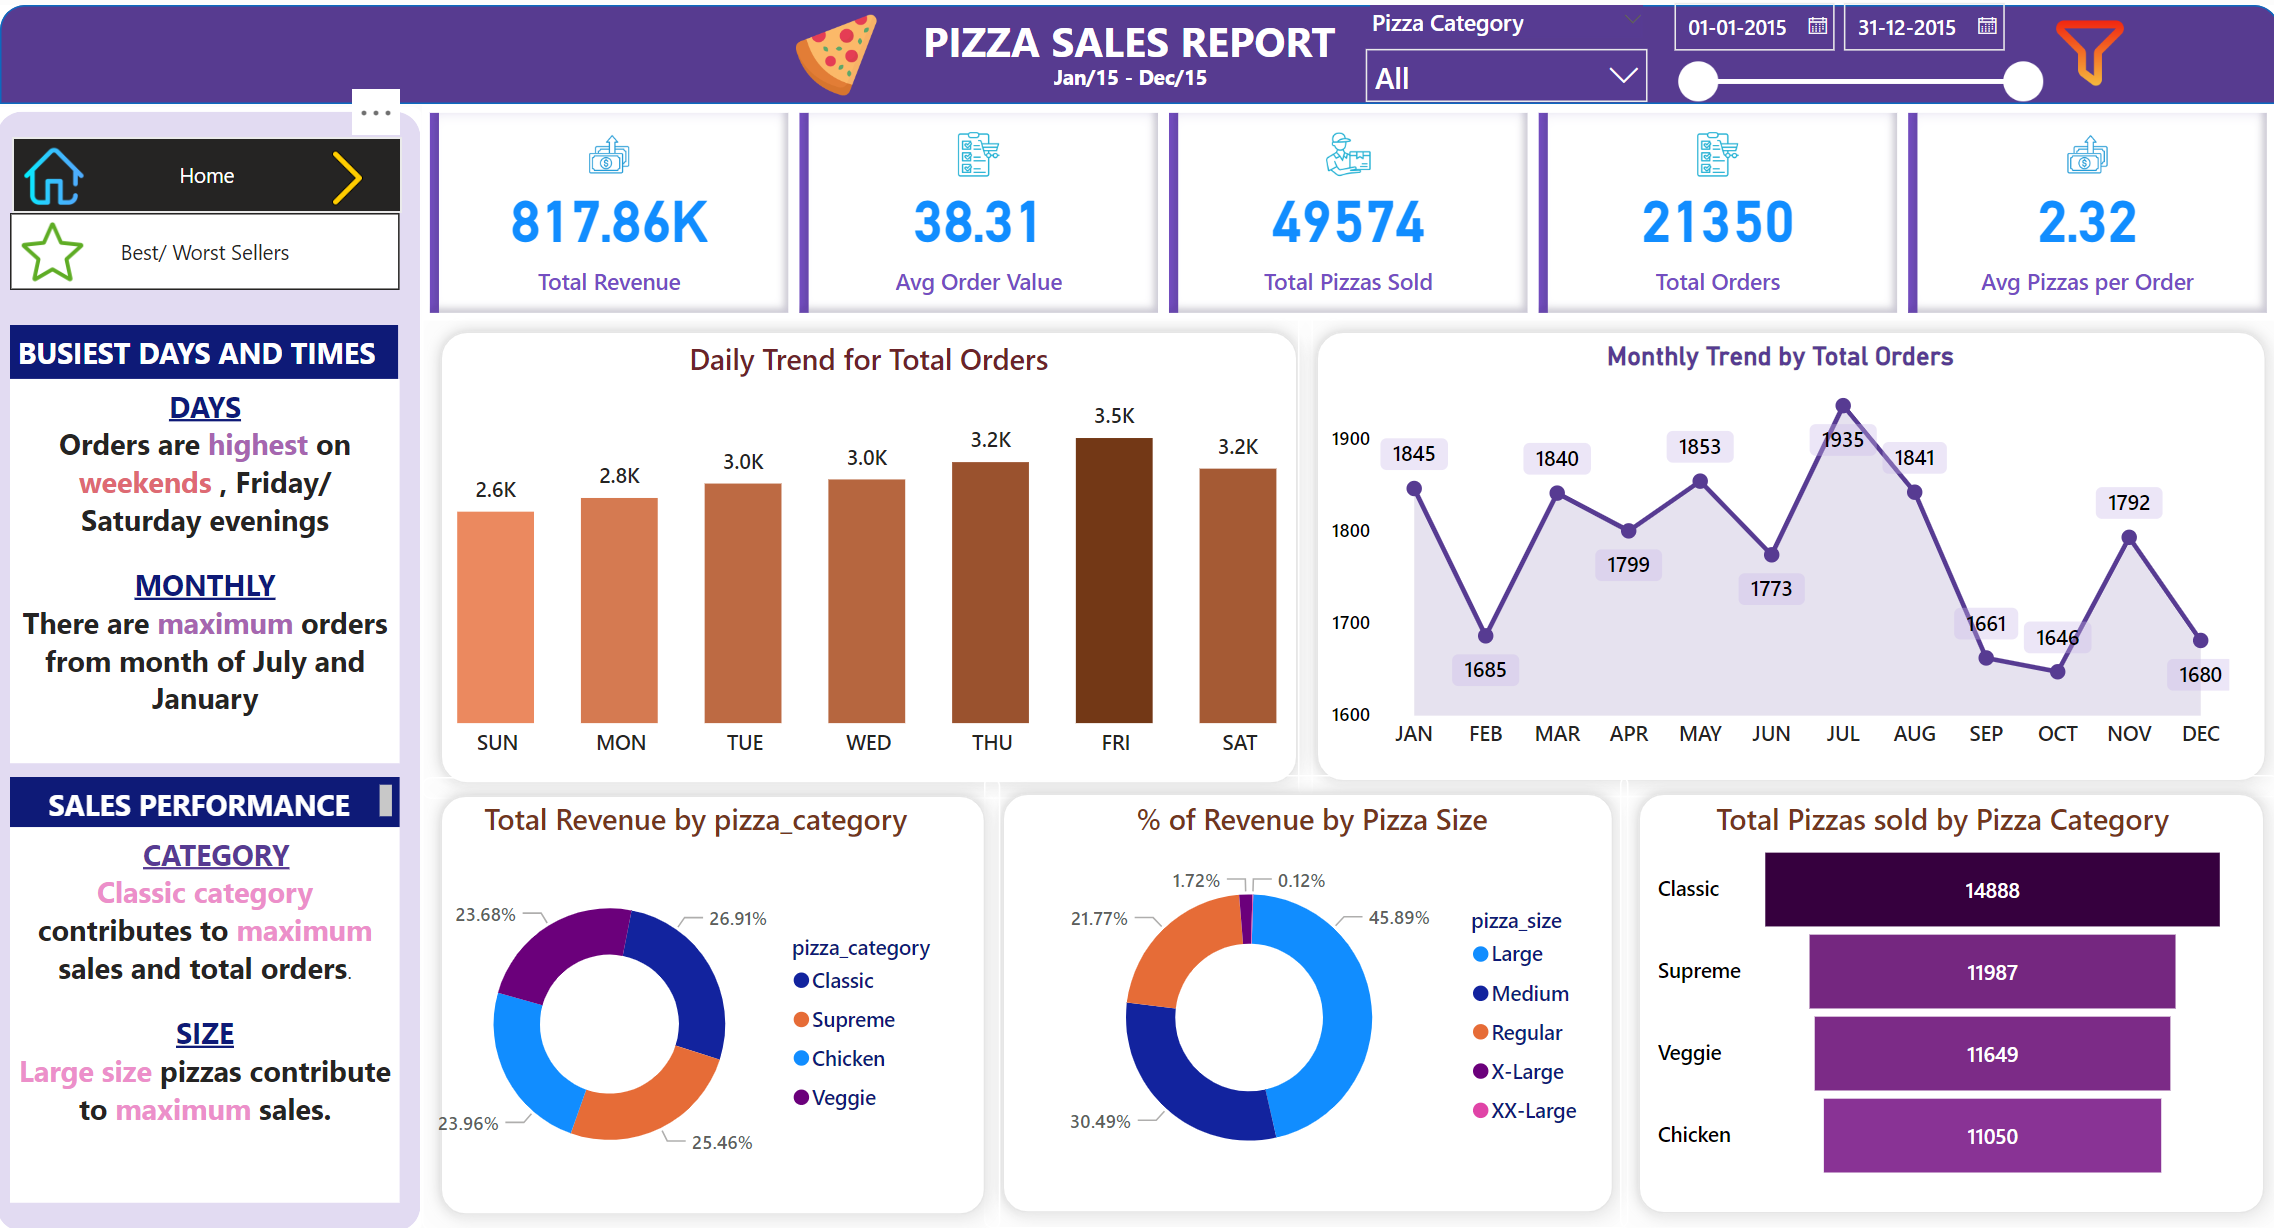 PIZZA SALES REPORT
Jan/15 - Dec/15
Pizza Category
All
01-01-2015
31-12-2015
...
Home
Best/ Worst Sellers
817.86K
Total Revenue
38.31
Avg Order Value
49574
Total Pizzas Sold
21350
Total Orders
2.32
Avg Pizzas per Order
BUSIEST DAYS AND TIMES
DAYS
Orders are highest on
weekends , Friday/
Saturday evenings
MONTHLY
There are maximum orders
from month of July and
January
SALES PERFORMANCE
CATEGORY
Classic category
contributes to maximum
sales and total orders.
SIZE
Large size pizzas contribute
to maximum sales.
Daily Trend for Total Orders
2.6K
2.8K
3.0K
3.0K
3.2K
3.5K
3.2K
SUN
MON
TUE
WED
THU
FRI
SAT
Monthly Trend by Total Orders
1900
1800
1700
1600
1845
1685
1840
1799
1853
1773
1935
1841
1661
1646
1792
1680
JAN
FEB
MAR
APR
MAY
JUN
JUL
AUG
SEP
OCT
NOV
DEC
Total Revenue by pizza_category
23.68%
26.91%
23.96%
25.46%
pizza_category
Classic
Supreme
Chicken
Veggie
% of Revenue by Pizza Size
1.72%
0.12%
21.77%
45.89%
30.49%
pizza_size
Large
Medium
Regular
X-Large
XX-Large
Total Pizzas sold by Pizza Category
Classic
14888
Supreme
11987
Veggie
11649
Chicken
11050